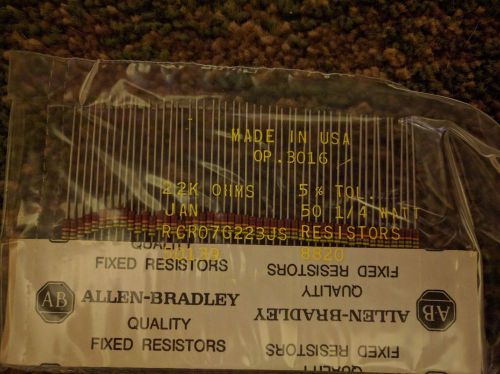 MADE IN USA
OP.3016
22K OHMS 5% TOL.
JAN 50 1/4 WATT
RCR07G223JS RESISTORS
8820
QUALITY
FIXED RESISTORS
FIXED RESISTORS
QUALITY
AB ALLEN-BRADLEY
ALLEN-BRADLEY AB
QUALITY
FIXED RESISTORS
FIXED RESISTORS
QUALITY